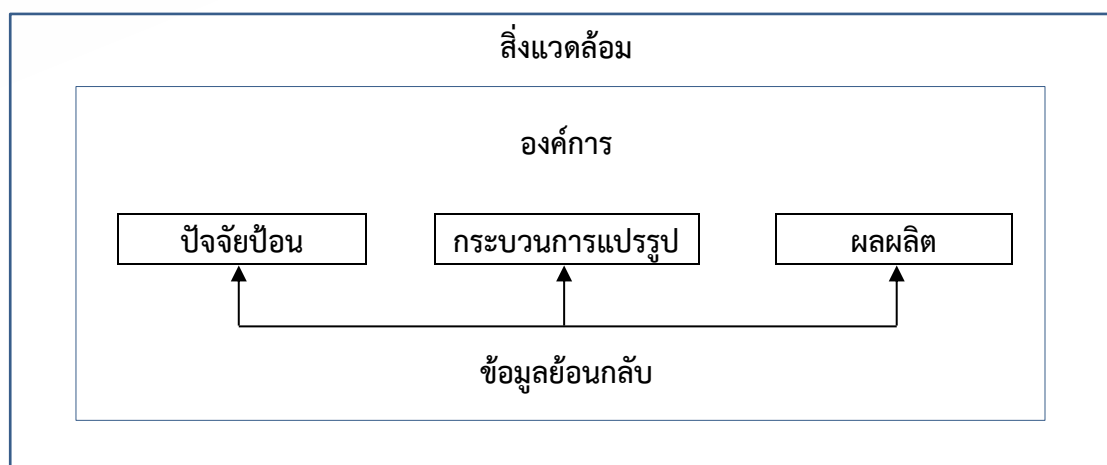 สิ่งแวดล้อม
องค์การ
ปัจจัยป้อน กระบวนการแปรรูป ผลผลิต
ข้อมูลย้อนกลับ